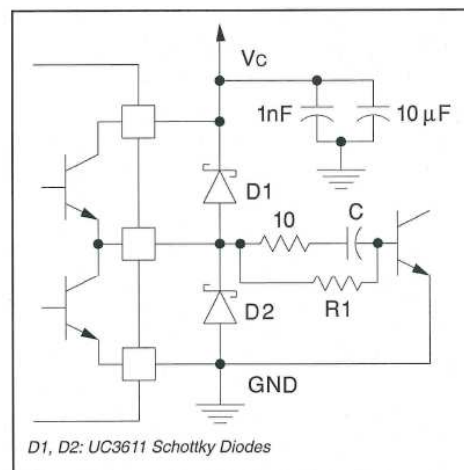 VC
1nF
10 µF
D1
10
C
R1
D2
GND
D1, D2: UC3611 Schottky Diodes